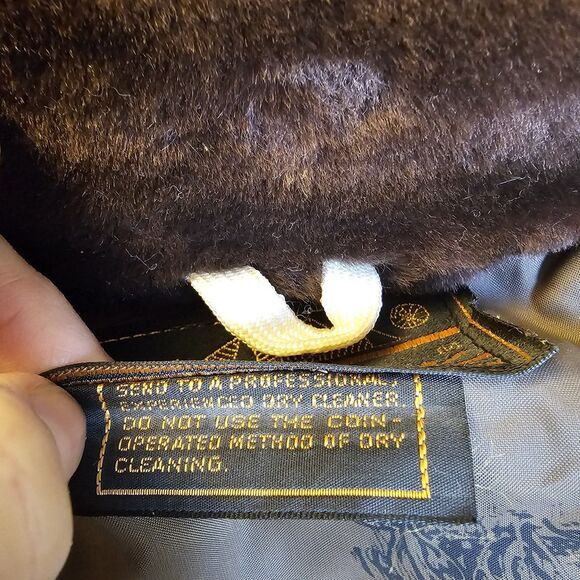 SEND TO A PROFESSIONAL,
EXPERIENCED DRY CLEANER.
DO NOT USE THE COIN-
OPERATED METHOD OF DRY
CLEANING.